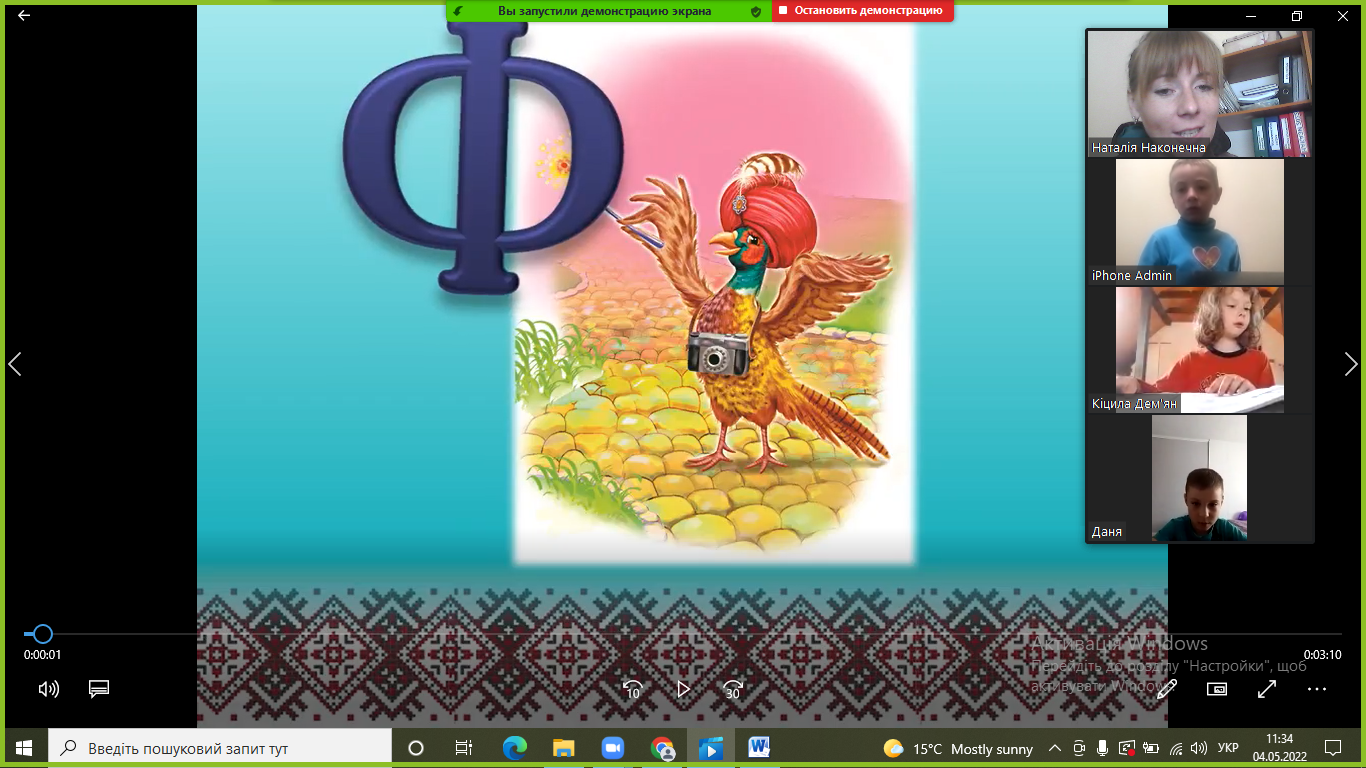 Вы запустили демонстрацию экрана
Остановить демонстрацию
Ф
Наталія Наконечна
iPhone Admin
Кіцила Дем'ян
Даня
0:00:01
0:03:10
Активація Windows
Перейдіть до розділу "Настройки", щоб
активувати Windows.
10
30
Введіть пошуковий запит тут
15°C Mostly sunny
УКР
11:34
04.05.2022